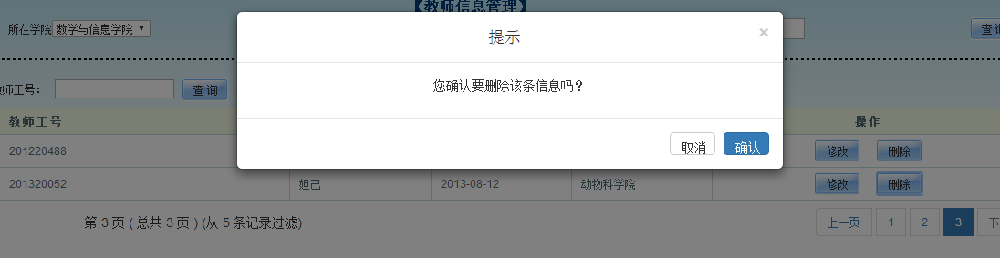 【教师信息管理】
所在学院 数学与信息学院
查 询
提示
×
您确认要删除该条信息吗？
取消 确认
教师工号： 查 询
教师工号 操作
201220488 修改 删除
201320052 妲己 2013-08-12 动物科学院 修改 删除
第 3 页 ( 总共 3 页 ) (从 5 条记录过滤) 上一页 1 2 3 下